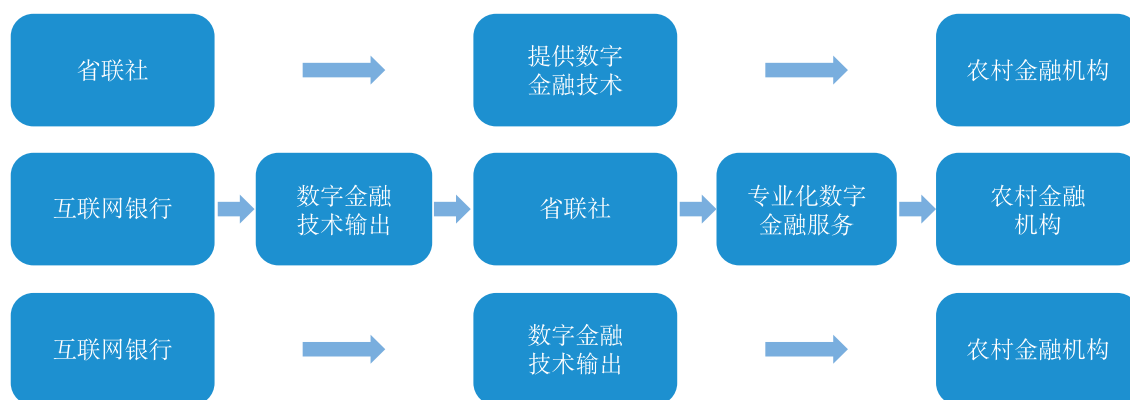 省联社
提供数字
金融技术
农村金融机构
互联网银行
数字金融
技术输出
省联社
专业化数字
金融服务
农村金融
机构
互联网银行
数字金融
技术输出
农村金融机构